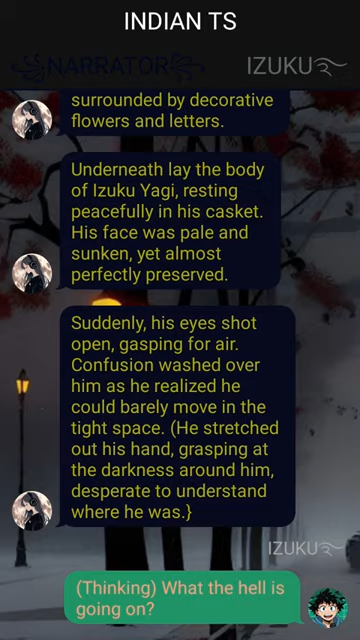 INDIAN TS
꧁NARRATOR꧂
IZUKU࿐
surrounded by decorative
flowers and letters.
Underneath lay the body
of Izuku Yagi, resting
peacefully in his casket.
His face was pale and
sunken, yet almost
perfectly preserved.
Suddenly, his eyes shot
open, gasping for air.
Confusion washed over
him as he realized he
could barely move in the
tight space. (He stretched
out his hand, grasping at
the darkness around him,
desperate to understand
where he was.}
IZUKU࿐
(Thinking) What the hell is
going on?